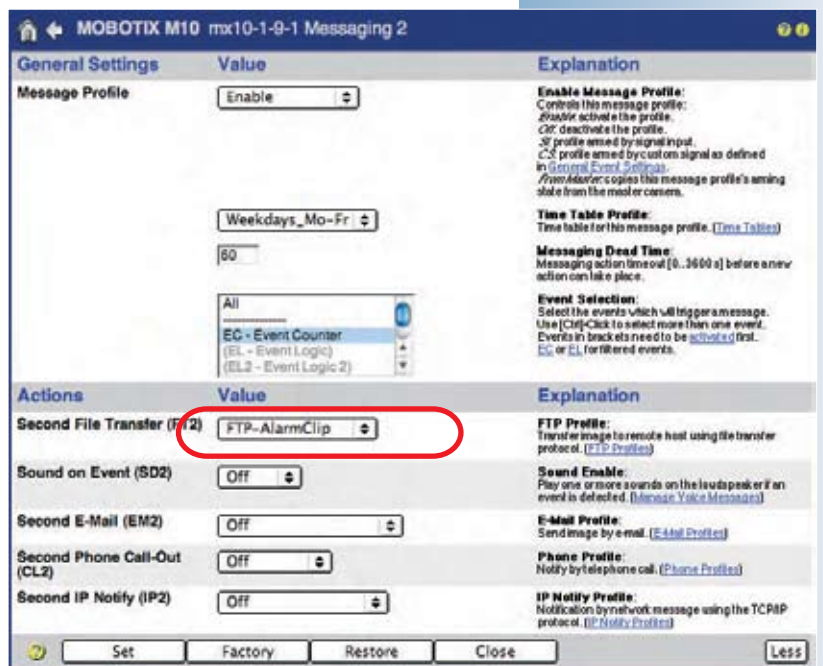 MOBOTIX M10 mx10-1-9-1 Messaging 2
General Settings Value Explanation
Message Profile
Enable
Enable Message Profile:
Controls this message profile:
Enable: activate the profile.
Off: deactivate the profile.
SI: profile armed by signal input.
CS: profile armed by custom signal as defined
in General Event Settings.
From Master: copies this message profile's arming
state from the master camera.
Weekdays_Mo-Fr
Time Table Profile:
Time table for this message profile. (Time Tables)
60
Messaging Dead Time:
Messaging action timeout [0..3600 s] before a new
action can take place.
All
--------------
EC - Event Counter
(EL - Event Logic)
(EL2 - Event Logic 2)
Event Selection:
Select the events which will trigger a message.
Use [Ctrl]-Click to select more than one event.
Events in brackets need to be activated first.
EC or EL for filtered events.
Actions Value Explanation
Second File Transfer (FT2)
FTP-AlarmClip
FTP Profile:
Transfer image to remote host using file transfer
protocol. (FTP Profiles)
Sound on Event (SD2)
Off
Sound Enable:
Play one or more sounds on the loudspeaker if an
event is detected. (Manage Voice Messages)
Second E-Mail (EM2)
Off
E-Mail Profile:
Send image by e-mail. (E-Mail Profiles)
Second Phone Call-Out
(CL2)
Off
Phone Profile:
Notify by telephone call. (Phone Profiles)
Second IP Notify (IP2)
Off
IP Notify Profile:
Notification by network message using the TCP/IP
protocol. (IP Notify Profiles)
Set Factory Restore Close Less